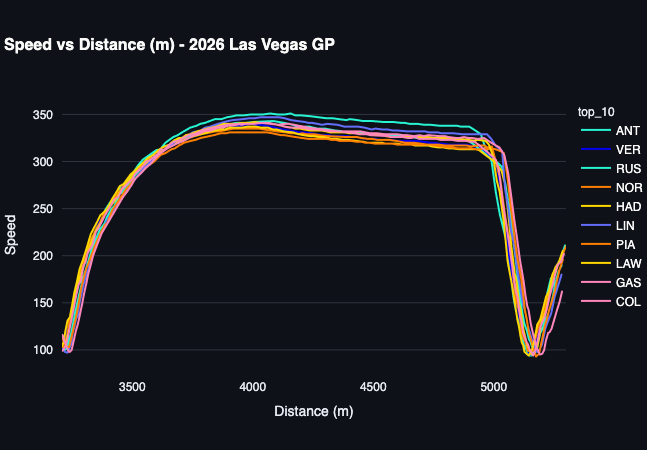 Speed vs Distance (m) - 2026 Las Vegas GP
top_10
ANT
VER
RUS
NOR
HAD
LIN
PIA
LAW
GAS
COL
350
300
250
200
150
100
Speed
3500 4000 4500 5000
Distance (m)